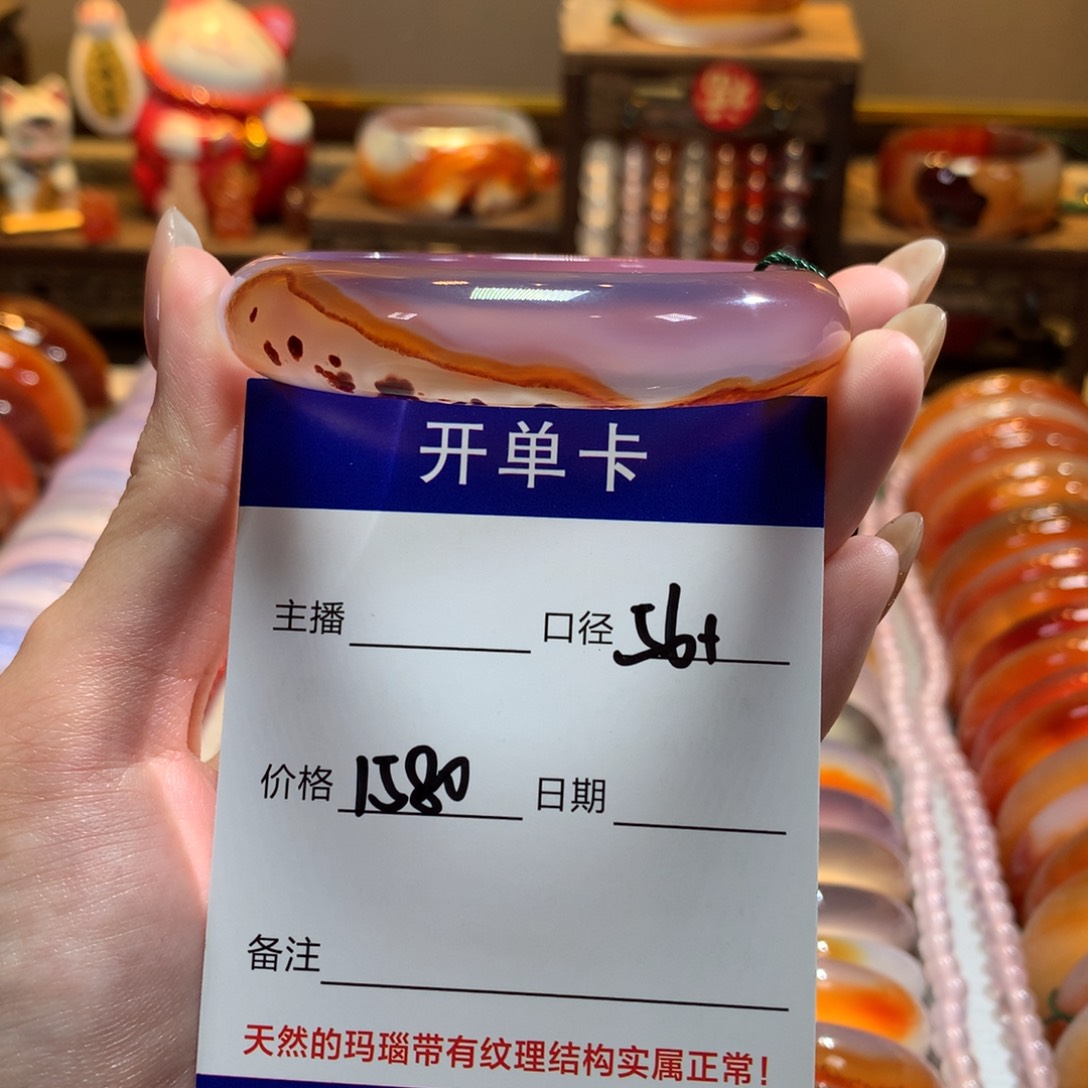 开单卡
主播 口径 56+
价格 1580 日期
备注
天然的玛瑙带有纹理结构实属正常！